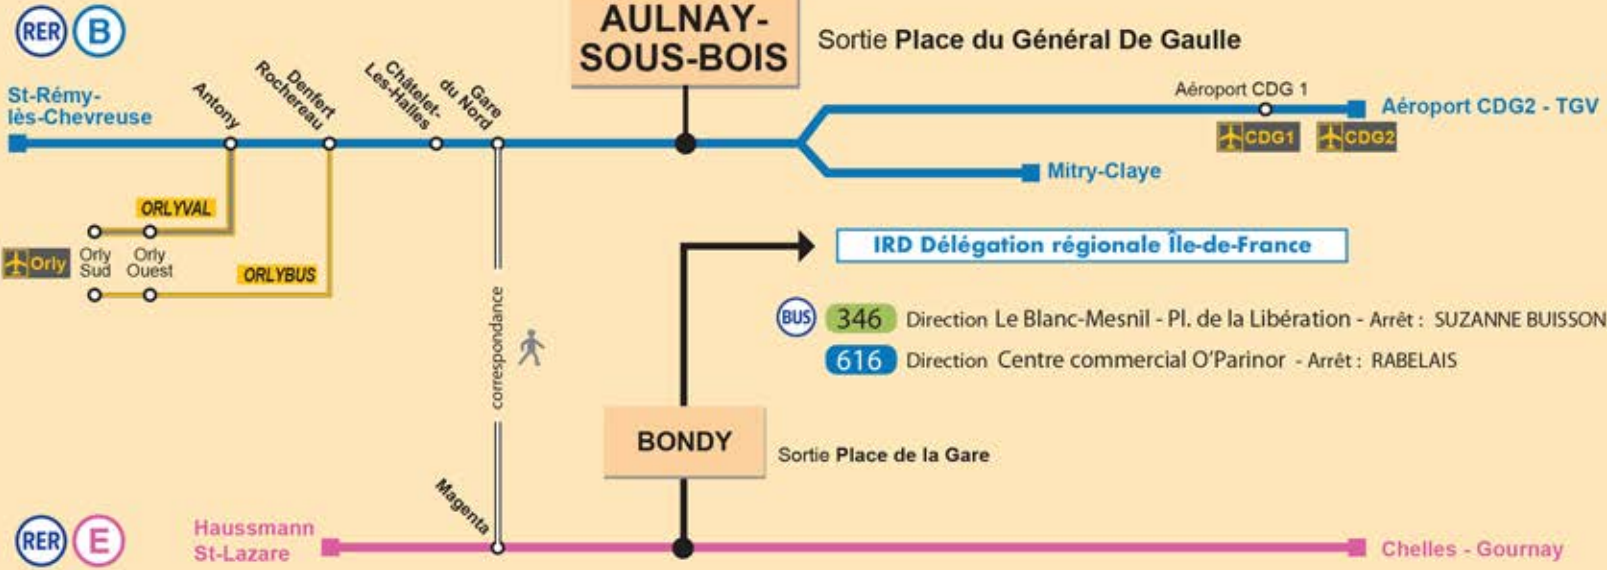 RER B
AULNAY-
SOUS-BOIS
Sortie Place du Général De Gaulle
St-Rémy-
lès-Chevreuse
Antony
Denfert
Rochereau
Châtelet-
Les-Halles
Gare
du Nord
Aéroport CDG 1
Aéroport CDG2 - TGV
CDG1
CDG2
Mitry-Claye
ORLYVAL
Orly
Orly
Sud
Orly
Ouest
ORLYBUS
IRD Délégation régionale Île-de-France
correspondance
BUS 346 Direction Le Blanc-Mesnil - Pl. de la Libération - Arrêt : SUZANNE BUISSON
616 Direction Centre commercial O'Parinor - Arrêt : RABELAIS
BONDY
Sortie Place de la Gare
Magenta
RER E
Haussmann
St-Lazare
Chelles - Gournay